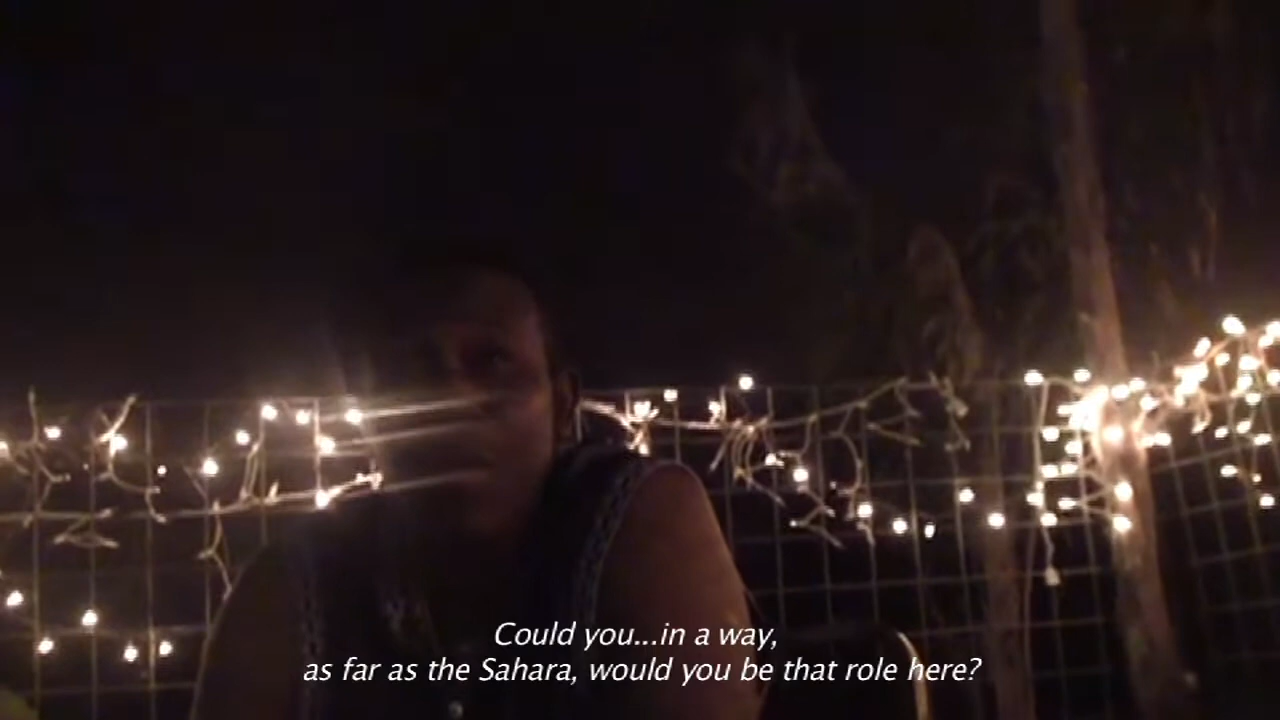 Could you...in a way,
as far as the Sahara, would you be that role here?